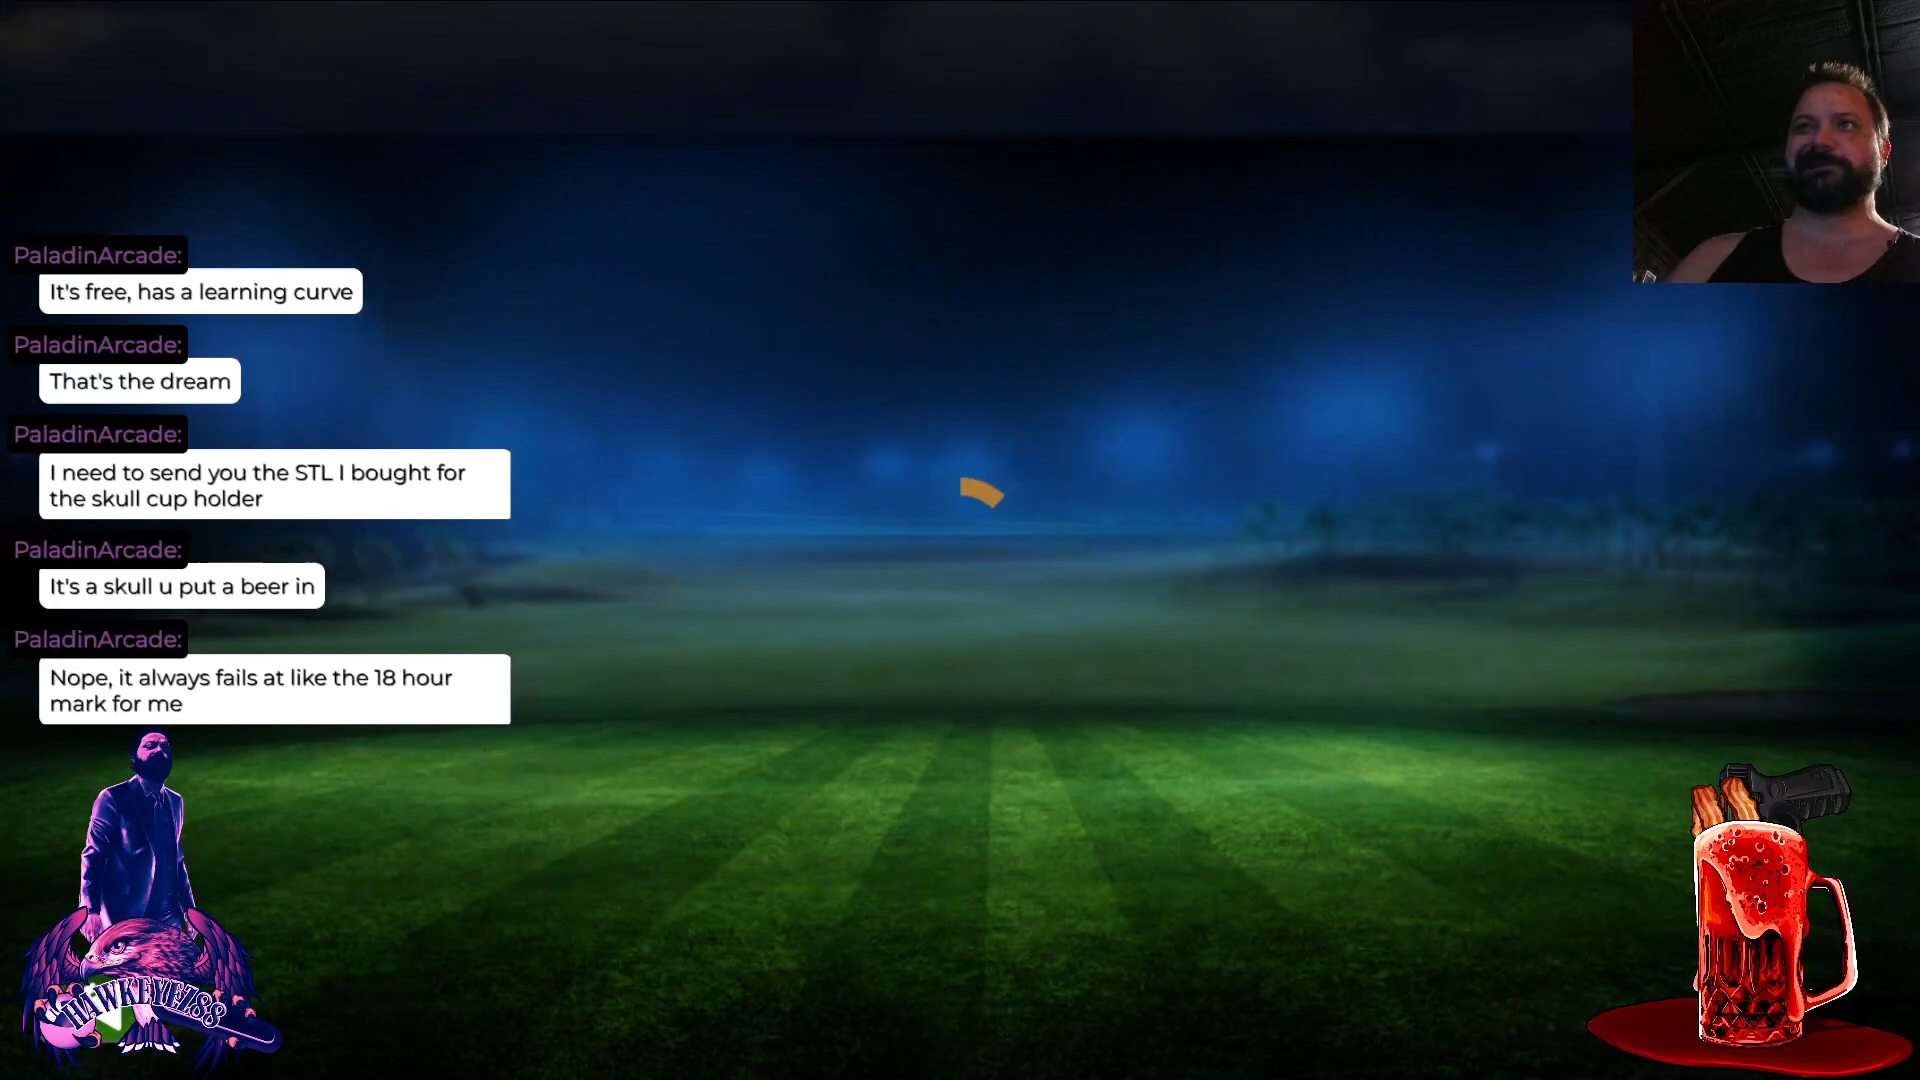 PaladinArcade:
It's free, has a learning curve
PaladinArcade:
That's the dream
PaladinArcade:
I need to send you the STL I bought for
the skull cup holder
PaladinArcade:
It's a skull u put a beer in
PaladinArcade:
Nope, it always fails at like the 18 hour
mark for me
HAWKEYEZ88